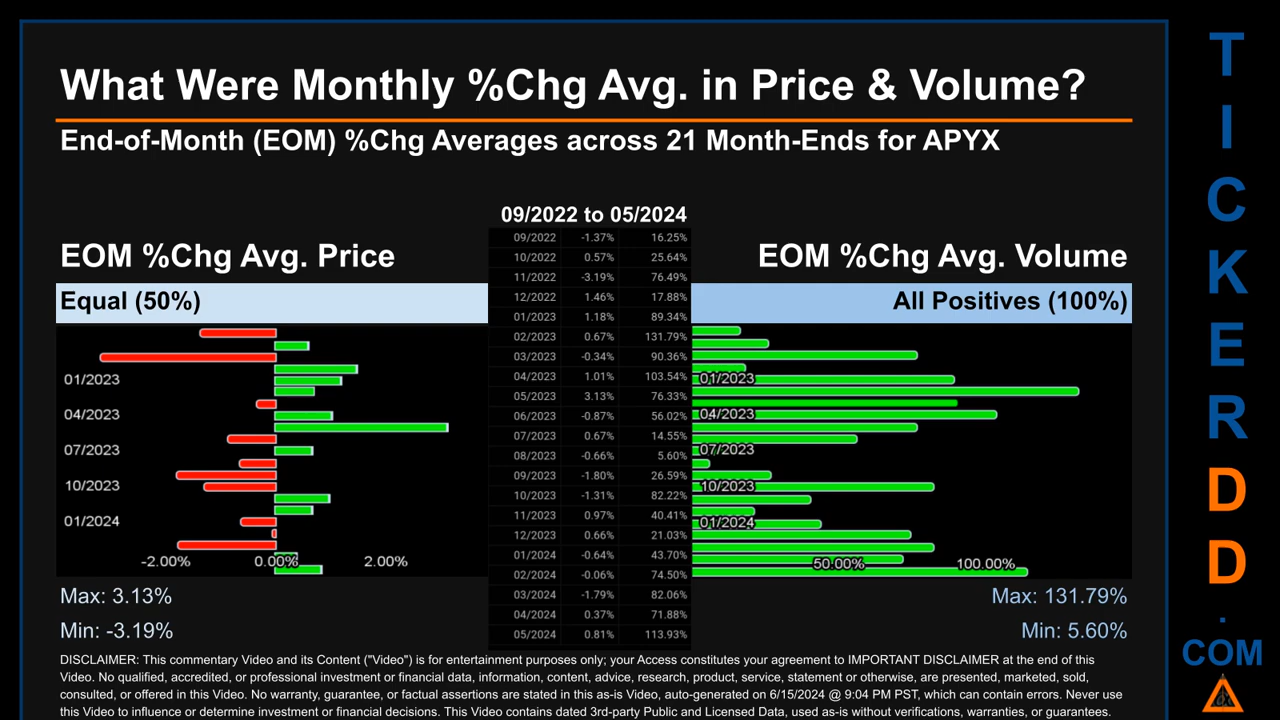 What Were Monthly %Chg Avg. in Price & Volume?
End-of-Month (EOM) %Chg Averages across 21 Month-Ends for APYX
09/2022 to 05/2024
EOM %Chg Avg. Price
EOM %Chg Avg. Volume
Equal (50%)
All Positives (100%)
09/2022 -1.37% 16.25%
10/2022 0.57% 25.64%
11/2022 -3.19% 76.49%
12/2022 1.46% 17.88%
01/2023 1.18% 89.34%
02/2023 0.67% 131.79%
03/2023 -0.34% 90.36%
04/2023 1.01% 103.54%
05/2023 3.13% 76.33%
06/2023 -0.87% 56.02%
07/2023 0.67% 14.55%
08/2023 -0.66% 5.60%
09/2023 -1.80% 26.59%
10/2023 -1.31% 82.22%
11/2023 0.97% 40.41%
12/2023 0.66% 21.03%
01/2024 -0.64% 43.70%
02/2024 -0.06% 74.50%
03/2024 -1.79% 82.06%
04/2024 0.37% 71.88%
05/2024 0.81% 113.93%
01/2023
04/2023
07/2023
10/2023
01/2024
-2.00% 0.00% 2.00%
01/2023
04/2023
07/2023
10/2023
01/2024
50.00% 100.00%
Max: 3.13%
Min: -3.19%
Max: 131.79%
Min: 5.60%
DISCLAIMER: This commentary Video and its Content ("Video") is for entertainment purposes only; your Access constitutes your agreement to IMPORTANT DISCLAIMER at the end of this
Video. No qualified, accredited, or professional investment or financial data, information, content, advice, research, product, service, statement or otherwise, are presented, marketed, sold,
consulted, or offered in this Video. No warranty, guarantee, or factual assertions are stated in this as-is Video, auto-generated on 6/15/2024 @ 9:04 PM PST, which can contain errors. Never use
this Video to influence or determine investment or financial decisions. This Video contains dated 3rd-party Public and Licensed Data, used as-is without verifications, warranties, or guarantees.
TICKERDD
.
COM